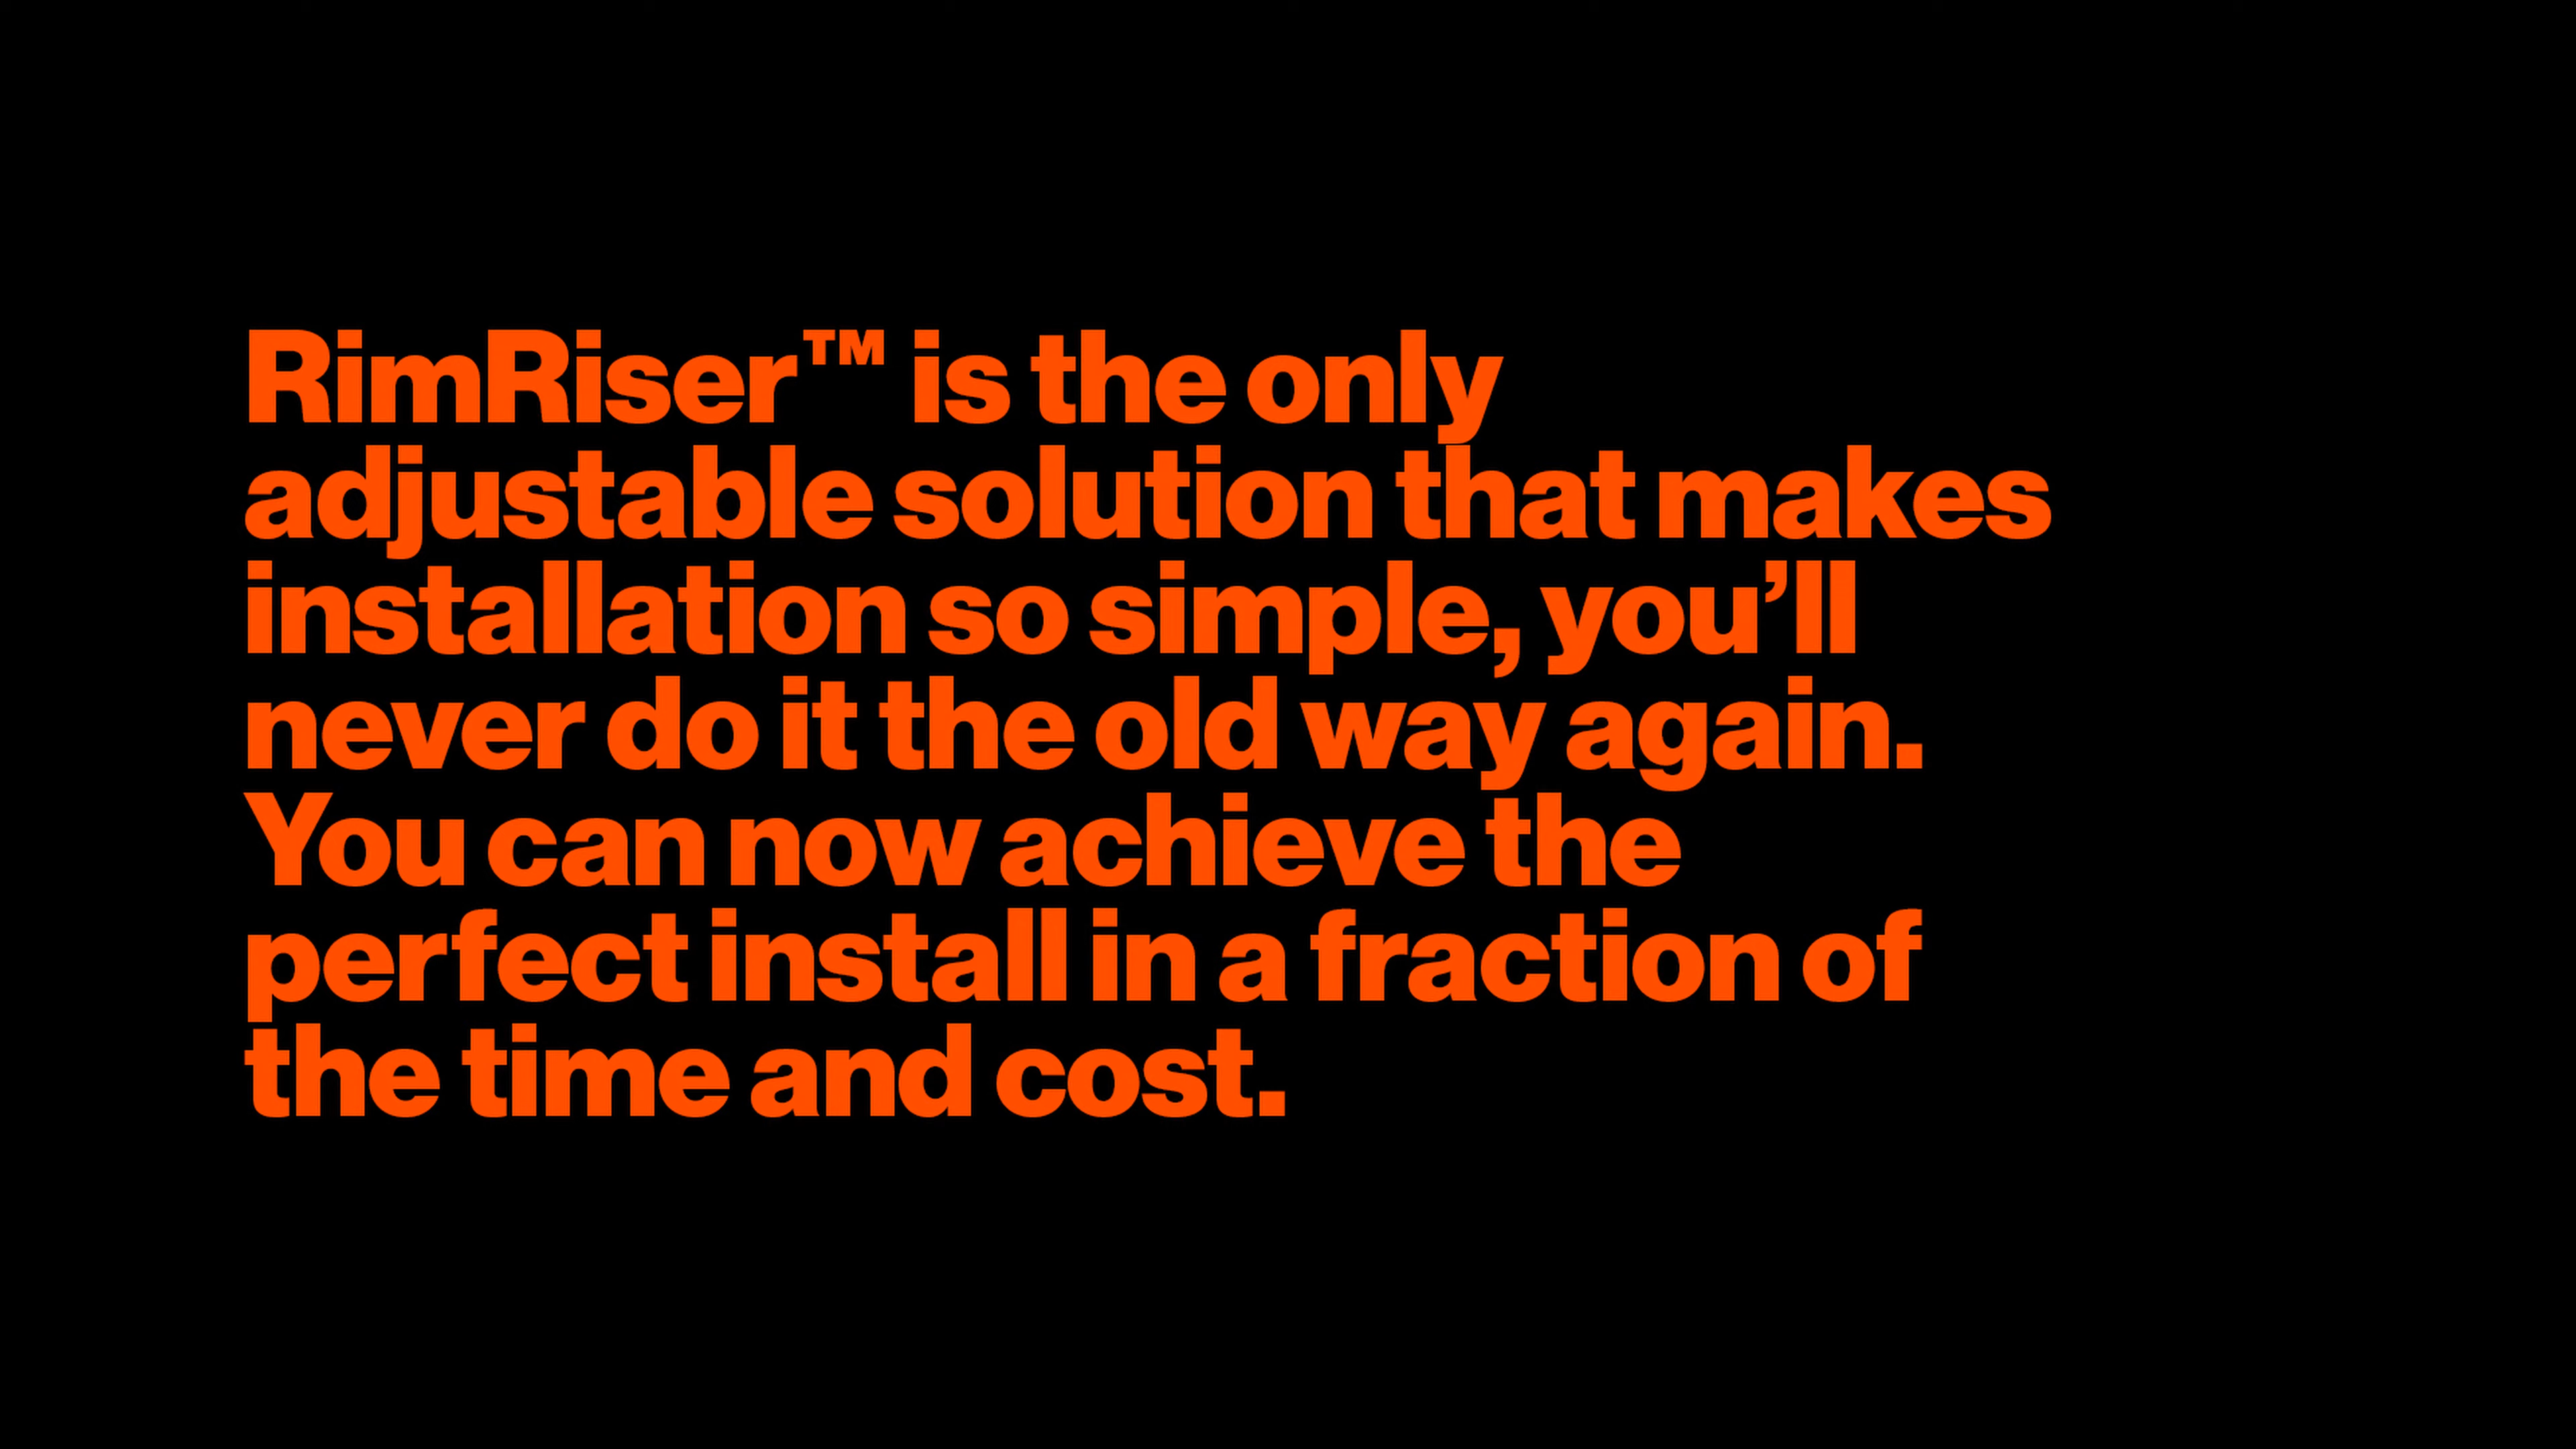 RimRiser™ is the only
adjustable solution that makes
installation so simple, you’ll
never do it the old way again.
You can now achieve the
perfect install in a fraction of
the time and cost.